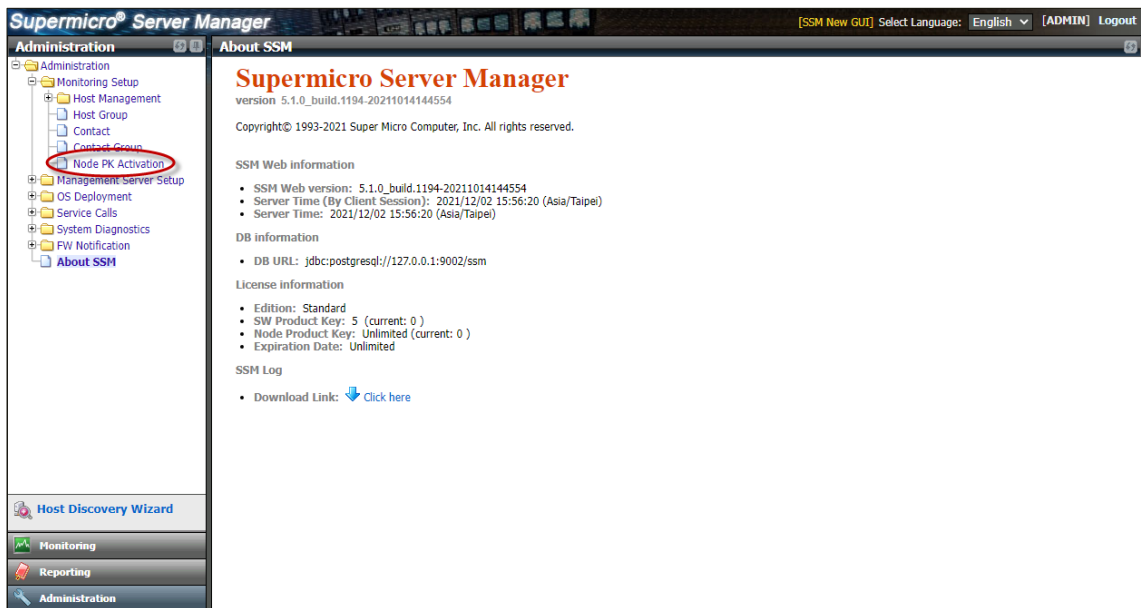 Supermicro® Server Manager
[SSM New GUI] Select Language: English [ADMIN] Logout
Administration
Administration
Monitoring Setup
Host Management
Host Group
Contact
Contact Group
Node PK Activation
Management Server Setup
OS Deployment
Service Calls
System Diagnostics
FW Notification
About SSM
Host Discovery Wizard
Monitoring
Reporting
Administration
About SSM
Supermicro Server Manager
version 5.1.0_build.1194-20211014144554
Copyright© 1993-2021 Super Micro Computer, Inc. All rights reserved.
SSM Web information
• SSM Web version: 5.1.0_build.1194-20211014144554
• Server Time (By Client Session): 2021/12/02 15:56:20 (Asia/Taipei)
• Server Time: 2021/12/02 15:56:20 (Asia/Taipei)
DB information
• DB URL: jdbc:postgresql://127.0.0.1:9002/ssm
License information
• Edition: Standard
• SW Product Key: 5 (current: 0 )
• Node Product Key: Unlimited (current: 0 )
• Expiration Date: Unlimited
SSM Log
• Download Link: Click here